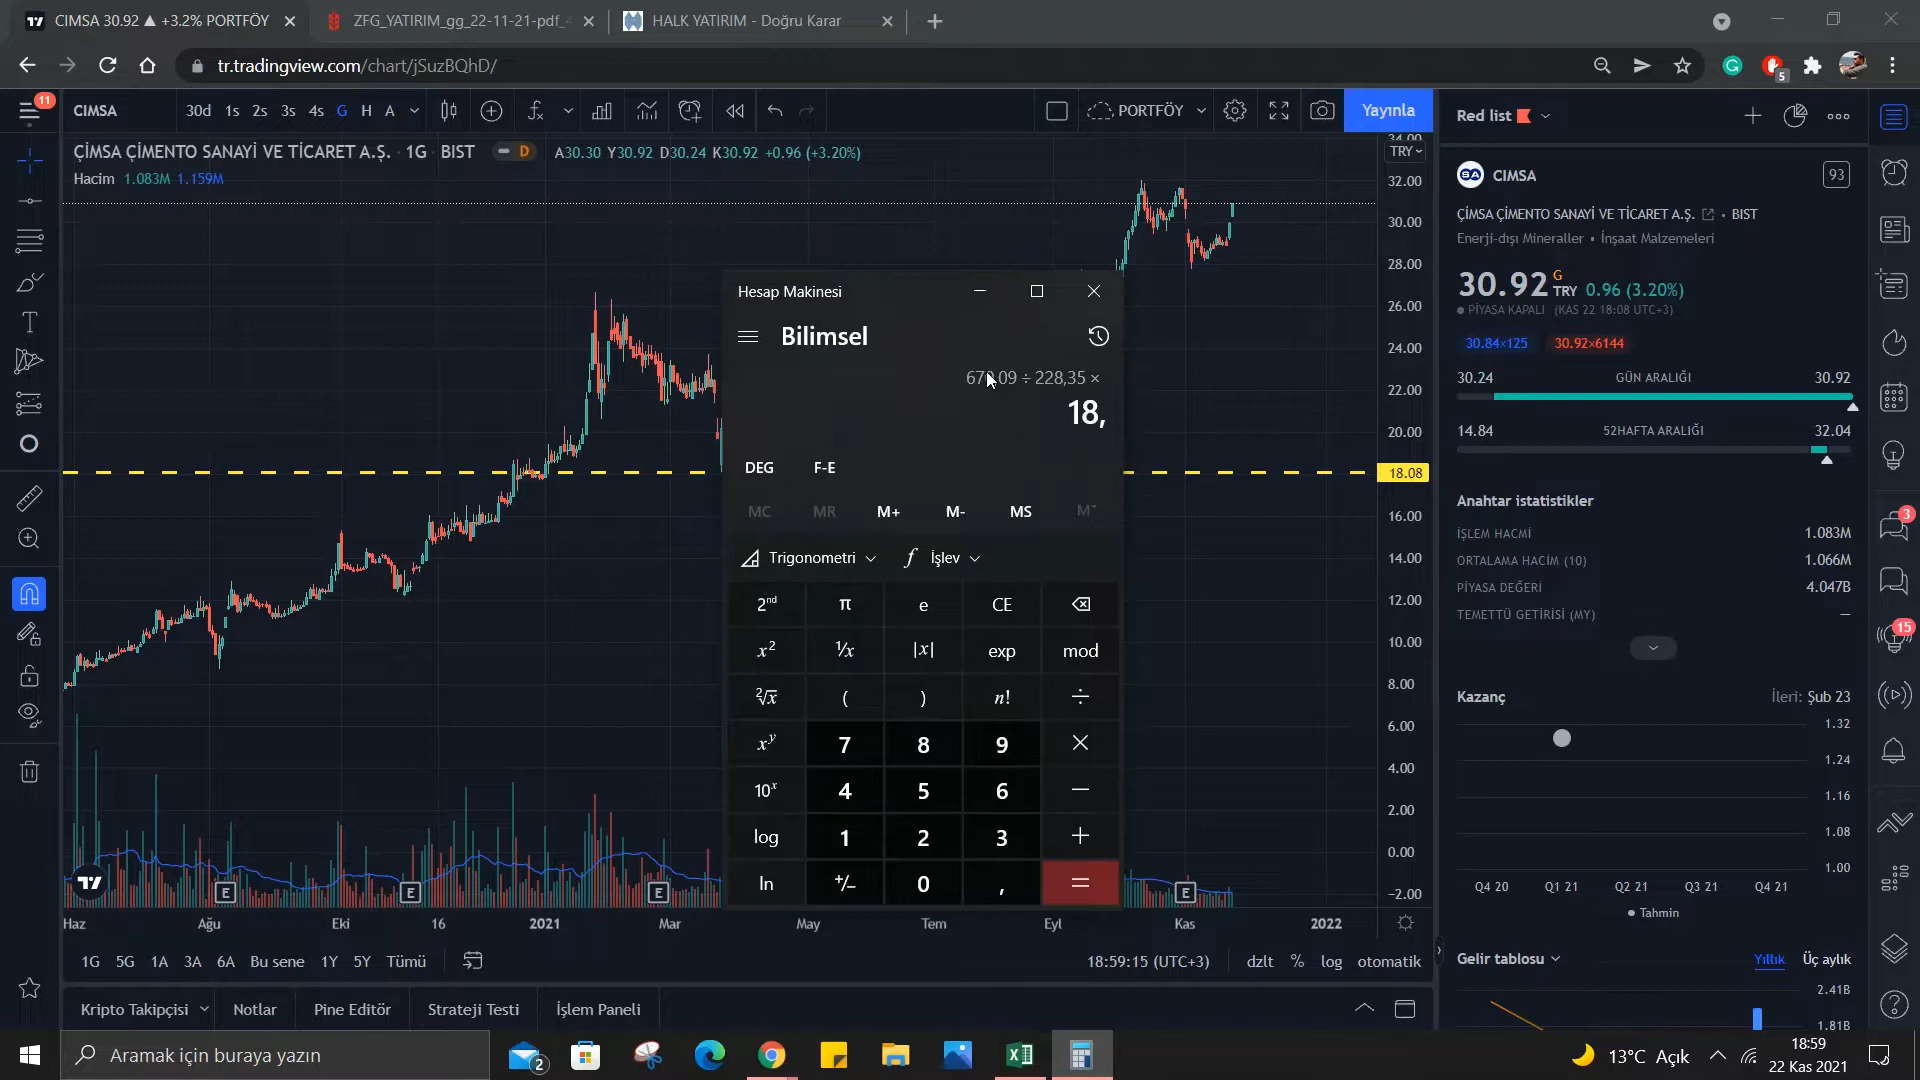 CIMSA 30.92 ▲ +3.2% PORTFÖY
ZFG_YATIRIM_gg_22-11-21-pdf_
HALK YATIRIM - Doğru Karar
tr.tradingview.com/chart/jSuzBQhD/
5
11
CIMSA
30d 1s 2s 3s 4s G H A
PORTFÖY
Yayınla
ÇİMSA ÇİMENTO SANAYİ VE TİCARET A.Ş. · 1G · BIST
D
A30.30 Y30.92 D30.24 K30.92 +0.96 (+3.20%)
Hacim 1.083M 1.159M
TRY
34.00
32.00
30.00
28.00
26.00
24.00
22.00
20.00
18.08
16.00
14.00
12.00
10.00
8.00
6.00
4.00
2.00
0.00
−2.00
Hesap Makinesi
Bilimsel
÷ 228,35 ×
18,
DEG F-E
MC MR M+ M- MS M˅
Trigonometri
f İşlev
2nd π e CE
x² ¹/x |x| exp mod
²√x ( ) n! ÷
xʸ 7 8 9 ×
10ˣ 4 5 6 −
log 1 2 3 +
ln +/− 0 , =
E E E E
Haz Ağu Eki 16 2021 Mar May Tem Eyl Kas 2022
1G 5G 1A 3A 6A Bu sene 1Y 5Y Tümü
18:59:15 (UTC+3)
dzlt % log otomatik
Kripto Takipçisi Notlar Pine Editör Strateji Testi İşlem Paneli
Red list
CIMSA
93
ÇİMSA ÇİMENTO SANAYİ VE TİCARET A.Ş. • BIST
Enerji-dışı Mineraller • İnşaat Malzemeleri
30.92 G TRY 0.96 (3.20%)
PİYASA KAPALI (KAS 22 18:08 UTC+3)
30.84×125 30.92×6144
30.24 GÜN ARALIĞI 30.92
14.84 52HAFTA ARALIĞI 32.04
Anahtar istatistikler
İŞLEM HACMİ 1.083M
ORTALAMA HACİM (10) 1.066M
PİYASA DEĞERİ 4.047B
TEMETTÜ GETİRİSİ (MY) —
Kazanç
İleri: Şub 23
1.32
1.24
1.16
1.08
1.00
Q4 20 Q1 21 Q2 21 Q3 21 Q4 21
Tahmin
Gelir tablosu
Yıllık Üç aylık
2.41B
1.81B
3
15
Aramak için buraya yazın
2
13°C Açık
18:59
22 Kas 2021